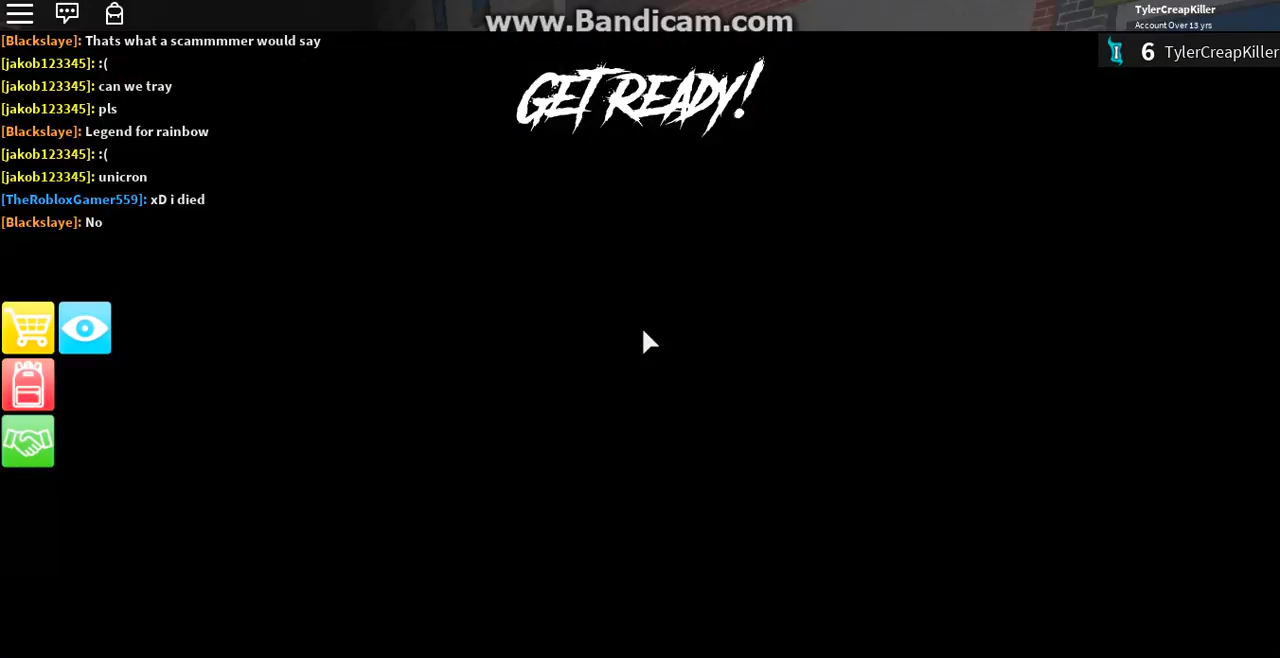 www.Bandicam.com
TylerCreapKiller
Account Over 13 yrs
[Blackslaye]: Thats what a scammmmer would say
6 TylerCreapKiller
[jakob123345]: :(
[jakob123345]: can we tray
[jakob123345]: pls
[Blackslaye]: Legend for rainbow
[jakob123345]: :(
[jakob123345]: unicron
[TheRobloxGamer559]: xD i died
[Blackslaye]: No
GET READY!